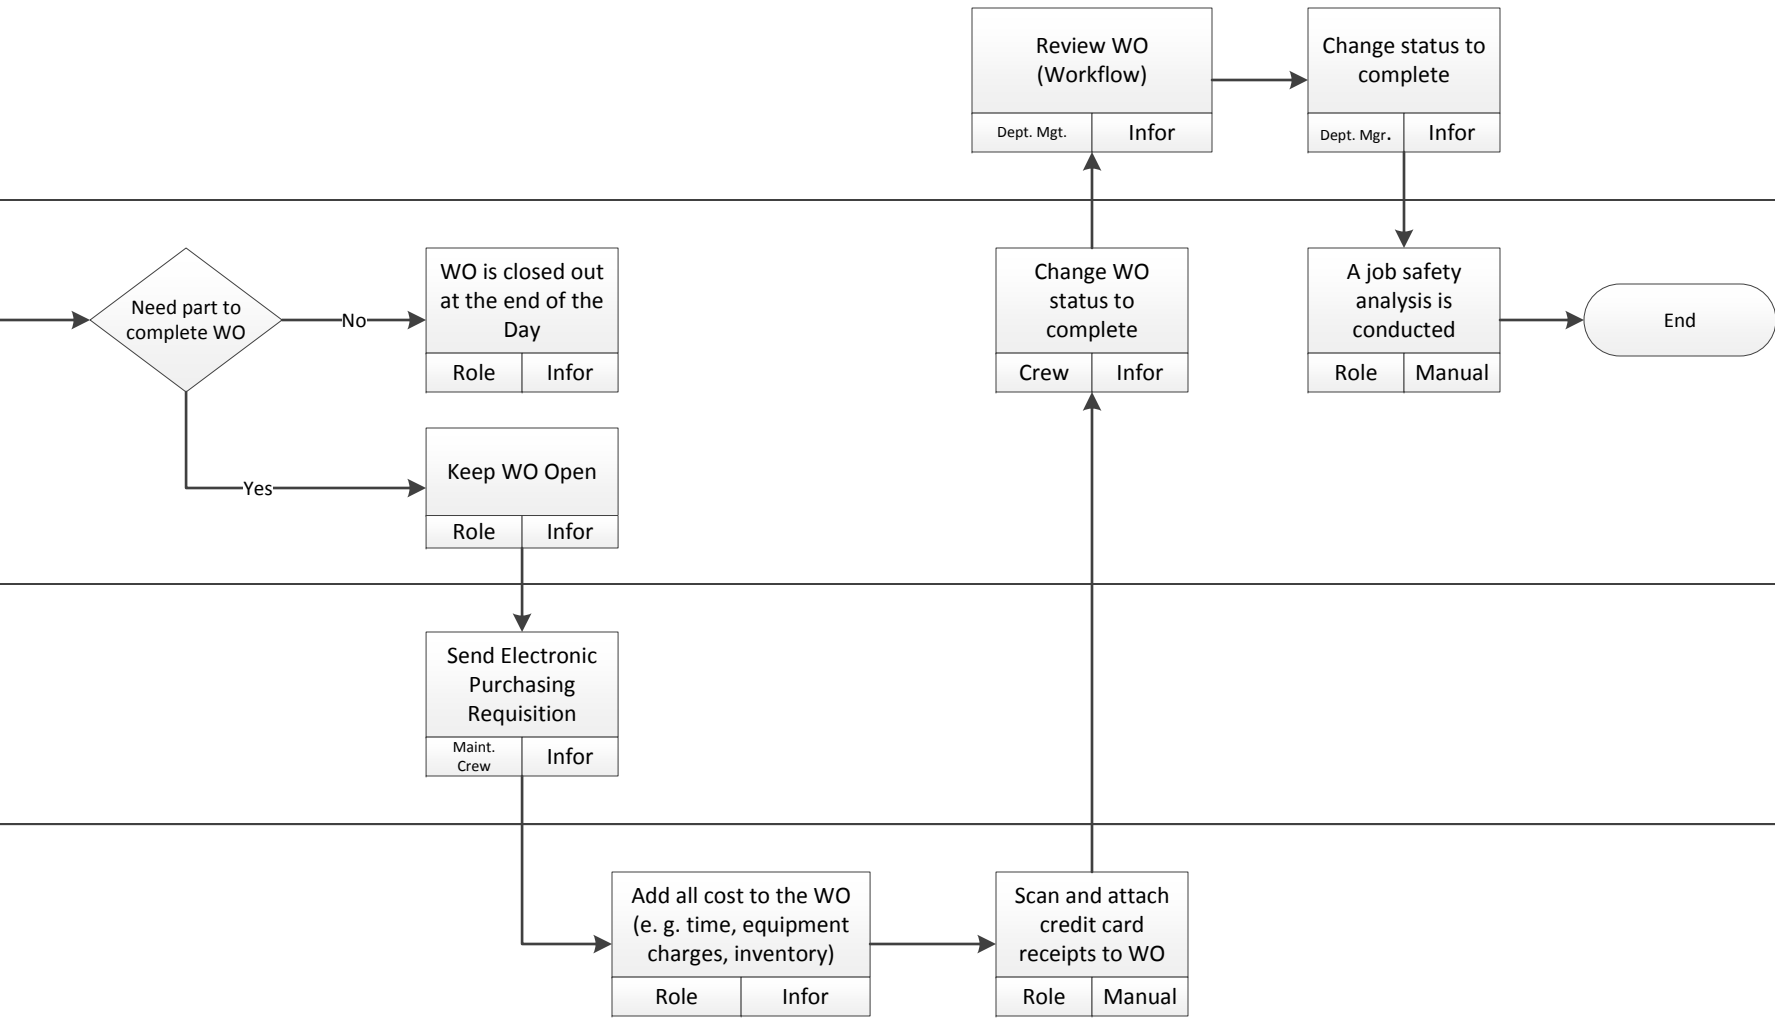 Review WO
(Workflow)
Dept. Mgt.
Infor
Change status to
complete
Dept. Mgr.
Infor
Need part to
complete WO
No
WO is closed out
at the end of the
Day
Role
Infor
Change WO
status to
complete
Crew
Infor
A job safety
analysis is
conducted
Role
Manual
End
Yes
Keep WO Open
Role
Infor
Send Electronic
Purchasing
Requisition
Maint.
Crew
Infor
Add all cost to the WO
(e. g. time, equipment
charges, inventory)
Role
Infor
Scan and attach
credit card
receipts to WO
Role
Manual